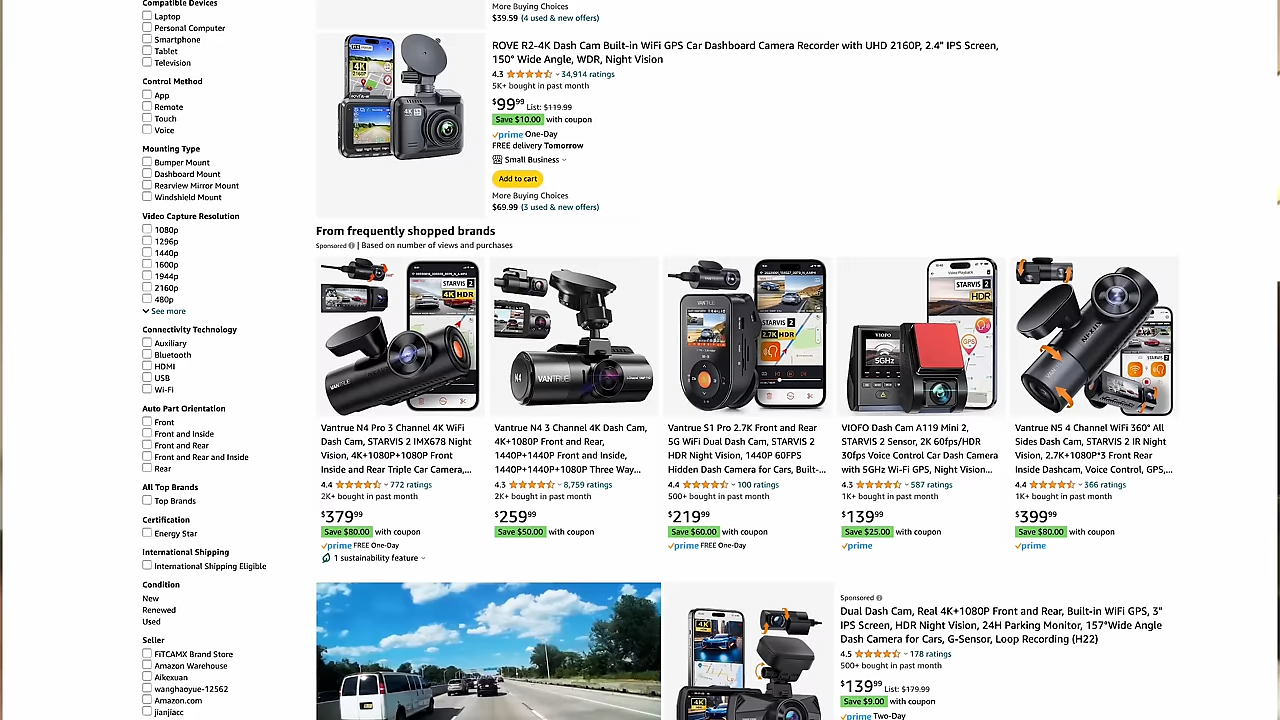 Compatible Devices
Laptop
Personal Computer
Smartphone
Tablet
Television
Control Method
App
Remote
Touch
Voice
Mounting Type
Bumper Mount
Dashboard Mount
Rearview Mirror Mount
Windshield Mount
Video Capture Resolution
1080p
1296p
1440p
1600p
1944p
2160p
480p
See more
Connectivity Technology
Auxiliary
Bluetooth
HDMI
USB
Wi-Fi
Auto Part Orientation
Front
Front and Inside
Front and Rear
Front and Rear and Inside
Rear
All Top Brands
Top Brands
Certification
Energy Star
International Shipping
International Shipping Eligible
Condition
New
Renewed
Used
Seller
FITCAMX Brand Store
Amazon Warehouse
Aikexuan
wanghaoyue-12562
Amazon.com
jianjiacc
More Buying Choices
$39.59 (4 used & new offers)
ROVE R2-4K Dash Cam Built-in WiFi GPS Car Dashboard Camera Recorder with UHD 2160P, 2.4" IPS Screen,
150° Wide Angle, WDR, Night Vision
4.3 34,914 ratings
5K+ bought in past month
$99.99 List: $119.99
Save $10.00 with coupon
prime One-Day
FREE delivery Tomorrow
Small Business
Add to cart
More Buying Choices
$69.99 (3 used & new offers)
From frequently shopped brands
Sponsored | Based on number of views and purchases
STARVIS 2
4K HDR
VANTRUE
Vantrue N4 Pro 3 Channel 4K WiFi
Dash Cam, STARVIS 2 IMX678 Night
Vision, 4K+1080P+1080P Front
Inside and Rear Triple Car Camera,...
4.4 772 ratings
2K+ bought in past month
$379.99
Save $80.00 with coupon
prime FREE One-Day
1 sustainability feature
N4
VANTRUE
Vantrue N4 3 Channel 4K Dash Cam,
4K+1080P Front and Rear,
1440P+1440P Front and Inside,
1440P+1440P+1080P Three Way...
4.3 8,759 ratings
2K+ bought in past month
$259.99
Save $50.00 with coupon
VANTRUE
STARVIS 2
2.7K HDR
Vantrue S1 Pro 2.7K Front and Rear
5G WiFi Dual Dash Cam, STARVIS 2
HDR Night Vision, 1440P 60FPS
Hidden Dash Camera for Cars, Built-...
4.4 100 ratings
500+ bought in past month
$219.99
Save $60.00 with coupon
prime FREE One-Day
STARVIS 2
HDR
VIOFO
5GHz
GPS
VIOFO Dash Cam A119 Mini 2,
STARVIS 2 Sensor, 2K 60fps/HDR
30fps Voice Control Car Dash Camera
with 5GHz Wi-Fi GPS, Night Vision...
4.3 587 ratings
1K+ bought in past month
$139.99
Save $25.00 with coupon
prime
Vantrue N5 4 Channel WiFi 360° All
Sides Dash Cam, STARVIS 2 IR Night
Vision, 2.7K+1080P*3 Front Rear
Inside Dashcam, Voice Control, GPS,...
4.4 366 ratings
1K+ bought in past month
$399.99
Save $80.00 with coupon
prime
4K
Sponsored
Dual Dash Cam, Real 4K+1080P Front and Rear, Built-in WiFi GPS, 3"
IPS Screen, HDR Night Vision, 24H Parking Monitor, 157°Wide Angle
Dash Camera for Cars, G-Sensor, Loop Recording (H22)
4.5 178 ratings
500+ bought in past month
$139.99 List: $179.99
Save $9.00 with coupon
prime Two-Day